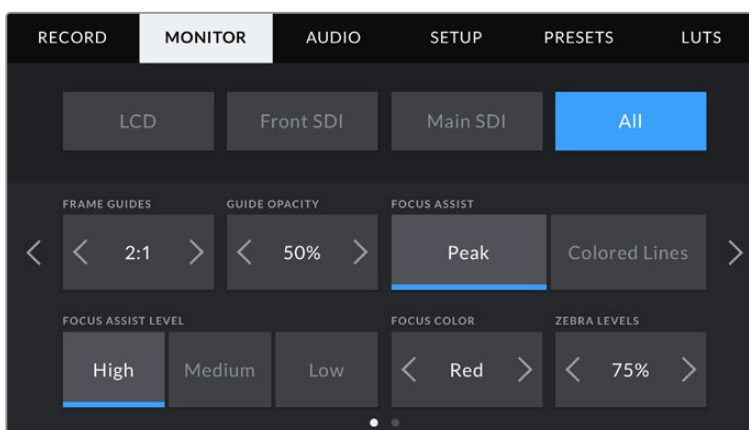 RECORD MONITOR AUDIO SETUP PRESETS LUTS
LCD Front SDI Main SDI All
FRAME GUIDES GUIDE OPACITY FOCUS ASSIST
2:1 50% Peak Colored Lines
FOCUS ASSIST LEVEL FOCUS COLOR ZEBRA LEVELS
High Medium Low Red 75%